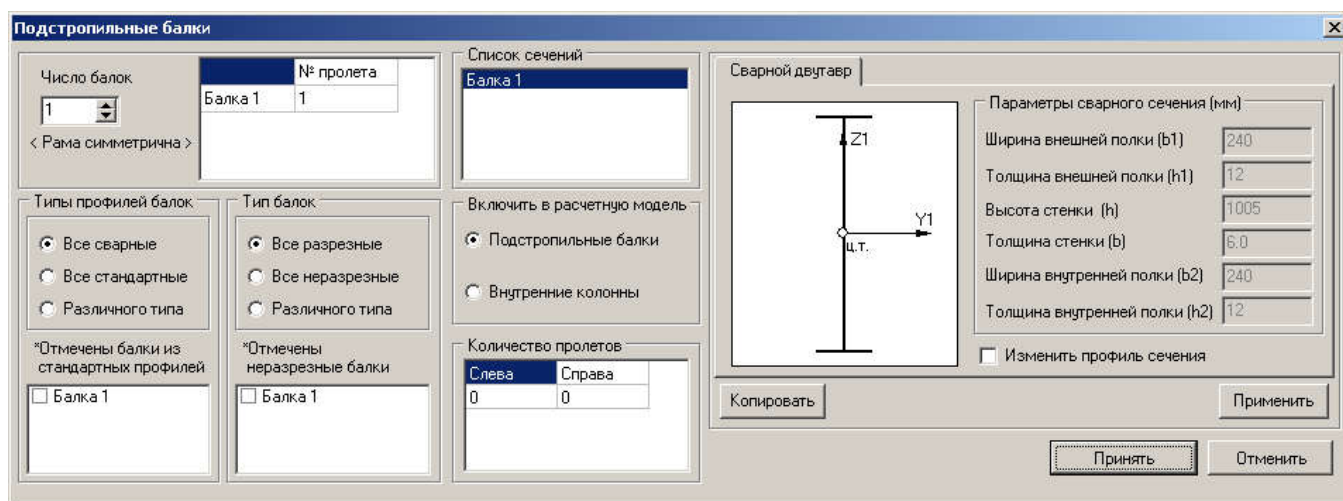 Подстропильные балки
Число балок
1
< Рама симметрична >
№ пролета
Балка 1 1
Список сечений
Балка 1
Типы профилей балок
Все сварные
Все стандартные
Различного типа
*Отмечены балки из
стандартных профилей
Балка 1
Тип балок
Все разрезные
Все неразрезные
Различного типа
*Отмечены
неразрезные балки
Балка 1
Включить в расчетную модель
Подстропильные балки
Внутренние колонны
Количество пролетов
Слева Справа
0 0
Сварной двутавр
Z1
Y1
ц.т.
Параметры сварного сечения (мм)
Ширина внешней полки (b1) 240
Толщина внешней полки (h1) 12
Высота стенки (h) 1005
Толщина стенки (b) 6.0
Ширина внутренней полки (b2) 240
Толщина внутренней полки (h2) 12
Изменить профиль сечения
Копировать
Применить
Принять
Отменить